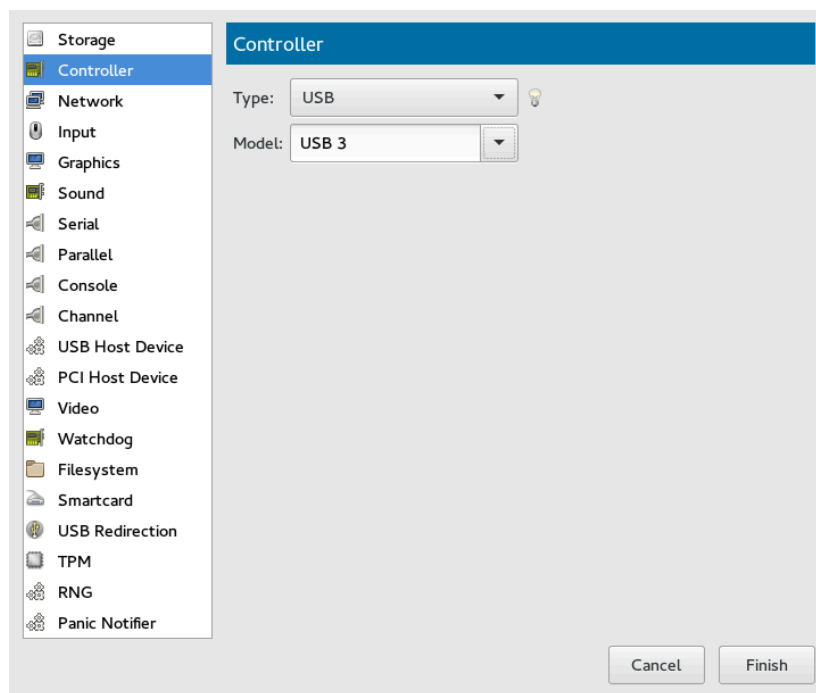 Storage
Controller
Network
Input
Graphics
Sound
Serial
Parallel
Console
Channel
USB Host Device
PCI Host Device
Video
Watchdog
Filesystem
Smartcard
USB Redirection
TPM
RNG
Panic Notifier
Controller
Type: USB
Model: USB 3
Cancel Finish